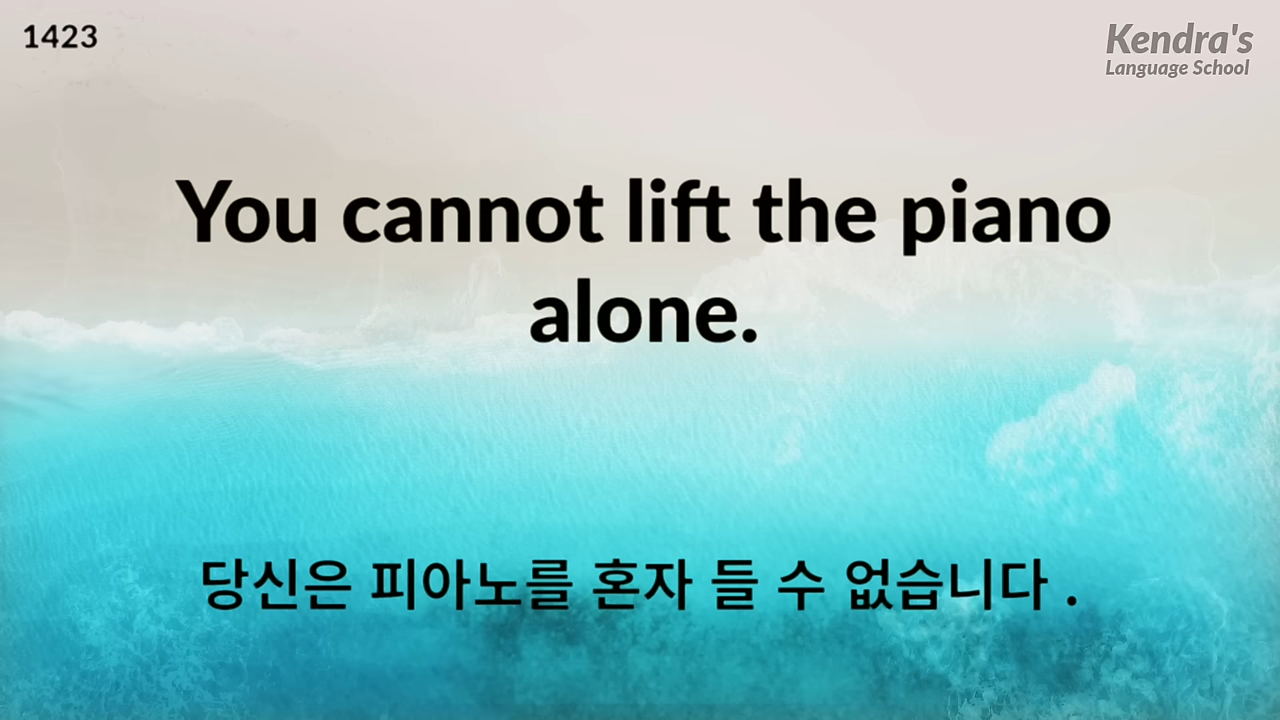 1423
Kendra's
Language School
You cannot lift the piano
alone.
당신은 피아노를 혼자 들 수 없습니다 .